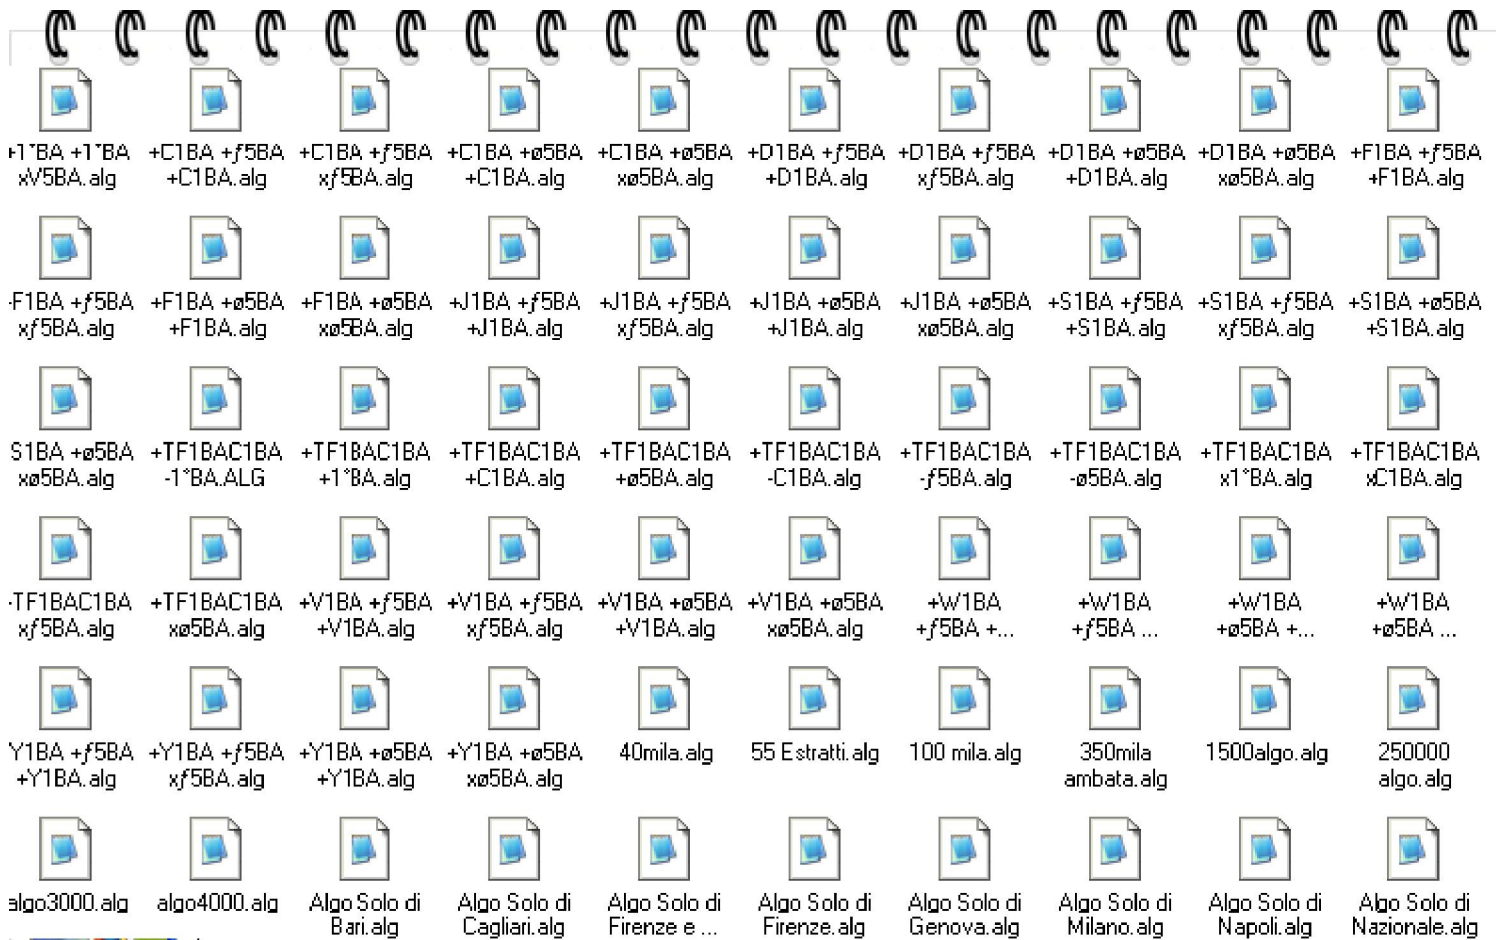 +1*BA +1*BA +C1BA +ƒ5BA +C1BA +ƒ5BA +C1BA +ø5BA +C1BA +ø5BA +D1BA +ƒ5BA +D1BA +ƒ5BA +D1BA +ø5BA +D1BA +ø5BA +F1BA +ƒ5BA
xV5BA.alg +C1BA.alg xƒ5BA.alg +C1BA.alg xø5BA.alg +D1BA.alg xƒ5BA.alg +D1BA.alg xø5BA.alg +F1BA.alg
-F1BA +ƒ5BA +F1BA +ø5BA +F1BA +ø5BA +J1BA +ƒ5BA +J1BA +ƒ5BA +J1BA +ø5BA +J1BA +ø5BA +S1BA +ƒ5BA +S1BA +ƒ5BA +S1BA +ø5BA
xƒ5BA.alg +F1BA.alg xø5BA.alg +J1BA.alg xƒ5BA.alg +J1BA.alg xø5BA.alg +S1BA.alg xƒ5BA.alg +S1BA.alg
S1BA +ø5BA +TF1BAC1BA +TF1BAC1BA +TF1BAC1BA +TF1BAC1BA +TF1BAC1BA +TF1BAC1BA +TF1BAC1BA +TF1BAC1BA +TF1BAC1BA
xø5BA.alg -1*BA.ALG +1*BA.alg +C1BA.alg +ø5BA.alg -C1BA.alg -ƒ5BA.alg -ø5BA.alg x1*BA.alg xC1BA.alg
-TF1BAC1BA +TF1BAC1BA +V1BA +ƒ5BA +V1BA +ƒ5BA +V1BA +ø5BA +V1BA +ø5BA +W1BA +W1BA +W1BA +W1BA
xƒ5BA.alg xø5BA.alg +V1BA.alg xƒ5BA.alg +V1BA.alg xø5BA.alg +ƒ5BA +... +ƒ5BA ... +ø5BA +... +ø5BA ...
Y1BA +ƒ5BA +Y1BA +ƒ5BA +Y1BA +ø5BA +Y1BA +ø5BA 40mila.alg 55 Estratti.alg 100 mila.alg 350mila 1500algo.alg 250000
+Y1BA.alg xƒ5BA.alg +Y1BA.alg xø5BA.alg ambata.alg algo.alg
algo3000.alg algo4000.alg Algo Solo di Algo Solo di Algo Solo di Algo Solo di Algo Solo di Algo Solo di Algo Solo di Algo Solo di
Bari.alg Cagliari.alg Firenze e ... Firenze.alg Genova.alg Milano.alg Napoli.alg Nazionale.alg